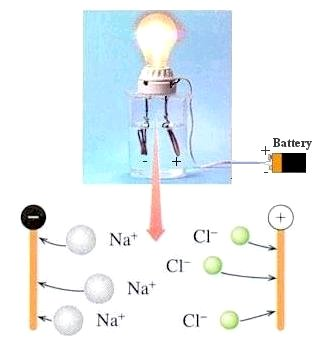 Battery
+
-
- +
- +
Na⁺ Cl⁻
Cl⁻
Na⁺
Na⁺ Cl⁻